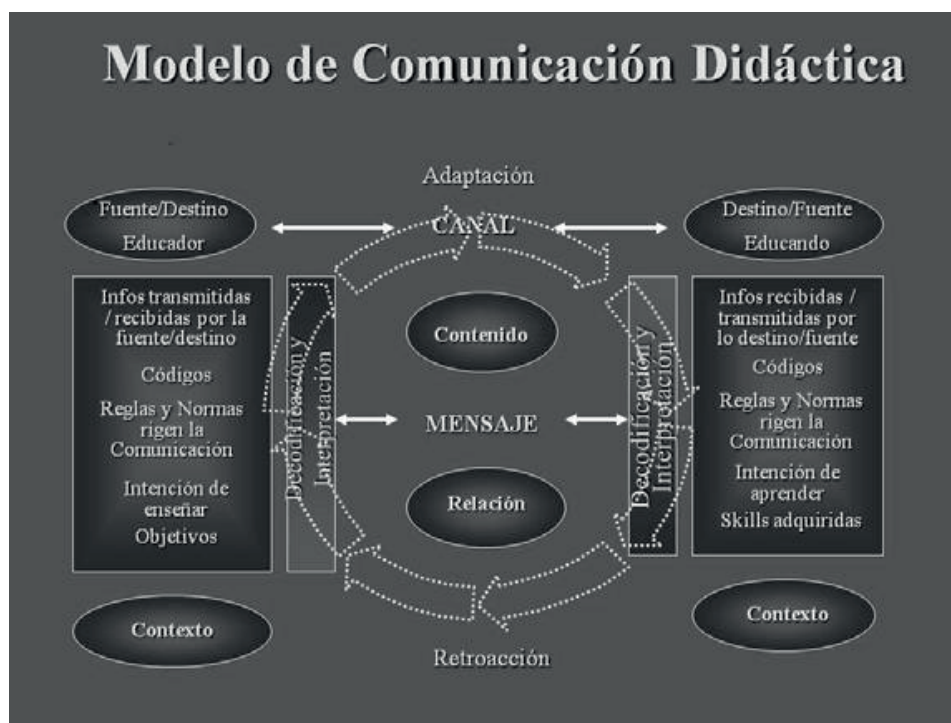 Modelo de Comunicación Didáctica
Adaptación
Fuente/Destino
Educador
CANAL
Destino/Fuente
Educando
Infos transmitidas
/ recibidas por la
fuente/destino
Códigos
Reglas y Normas
rigen la
Comunicación
Intención de
enseñar
Objetivos
Decodificación y
Interpretación
Contenido
MENSAJE
Relación
Decodificación y
Interpretación
Infos recibidas /
transmitidas por
lo destino/fuente
Códigos
Reglas y Normas
rigen la
Comunicación
Intención de
aprender
Skills adquiridas
Contexto
Contexto
Retroacción